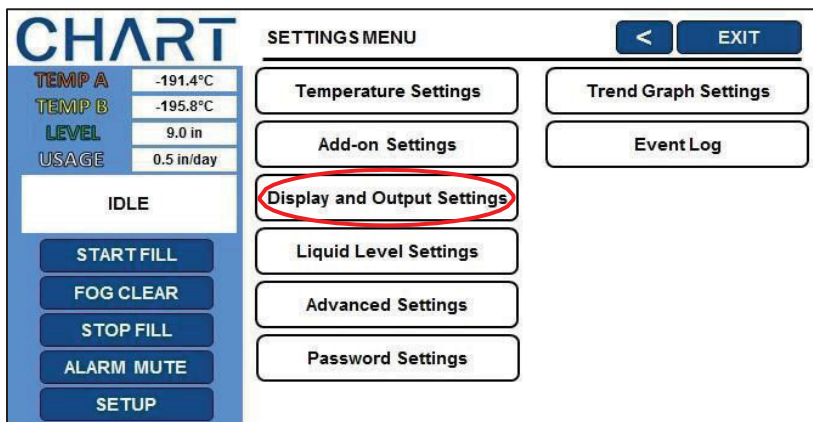 CHART
TEMP A -191.4°C
TEMP B -195.8°C
LEVEL 9.0 in
USAGE 0.5 in/day
IDLE
START FILL
FOG CLEAR
STOP FILL
ALARM MUTE
SETUP
SETTINGS MENU
< EXIT
Temperature Settings
Add-on Settings
Display and Output Settings
Liquid Level Settings
Advanced Settings
Password Settings
Trend Graph Settings
Event Log